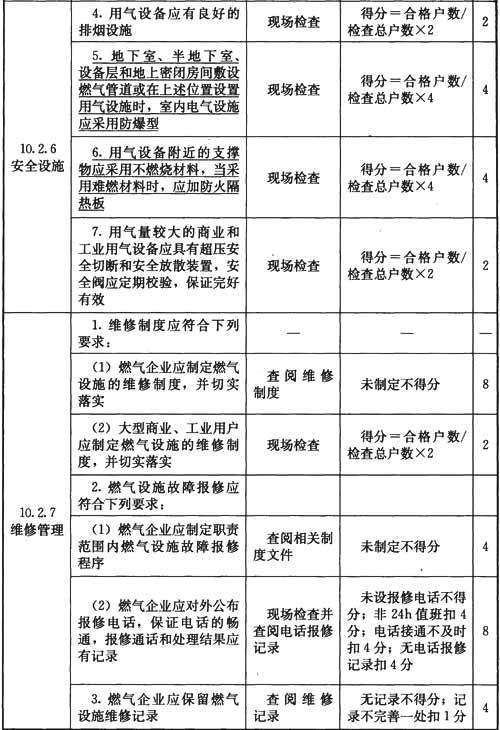 4. 用气设备应有良好的
排烟设施
现场检查
得分＝合格户数/
检查总户数×2
2
10.2.6
安全设施
5. 地下室、半地下室、
设备层和地上密闭房间敷设
燃气管道或在上述位置设置
用气设施时，室内电气设施
应采用防爆型
现场检查
得分＝合格户数/
检查总户数×4
4
6. 用气设备附近的支撑
物应采用不燃烧材料，当采
用难燃材料时，应加防火隔
热板
现场检查
得分＝合格户数/
检查总户数×4
4
7. 用气量较大的商业和
工业用气设备应具有超压安
全切断和安全放散装置，安
全阀应定期校验，保证完好
有效
现场检查
得分＝合格户数/
检查总户数×2
2
10.2.7
维修管理
1. 维修制度应符合下列
要求：
—
—
—
（1）燃气企业应制定燃气
设施的维修制度，并切实
落实
查阅维修
制度
未制定不得分
8
（2）大型商业、工业用户
应制定燃气设施的维修制
度，并切实落实
现场检查
得分＝合格户数/
检查总户数×2
2
2. 燃气设施故障报修应
符合下列要求：
（1）燃气企业应制定职责
范围内燃气设施故障报修
程序
查阅相关制
度文件
未制定不得分
4
（2）燃气企业应对外公布
报修电话，保证电话的畅
通，报修通话和处理结果应
有记录
现场检查并
查阅电话报修
记录
未设报修电话不得
分；非 24h 值班扣 4
分；电话接通不及时
扣 4 分；无电话报修
记录扣 4 分
8
3. 燃气企业应保留燃气
设施维修记录
查阅维修
记录
无记录不得分；记
录不完善一处扣 1 分
4